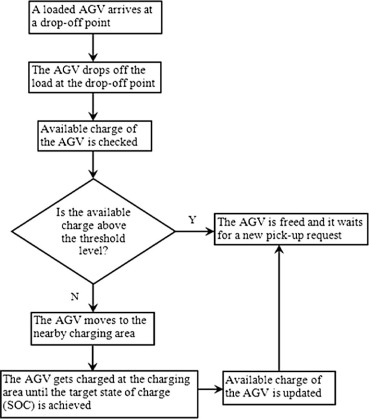 A loaded AGV arrives at
a drop-off point
The AGV drops off the
load at the drop-off point
Available charge of
the AGV is checked
Is the available
charge above
the threshold
level?
Y
The AGV is freed and it waits
for a new pick-up request
N
The AGV moves to the
nearby charging area
The AGV gets charged at the charging
area until the target state of charge
(SOC) is achieved
Available charge of
the AGV is updated